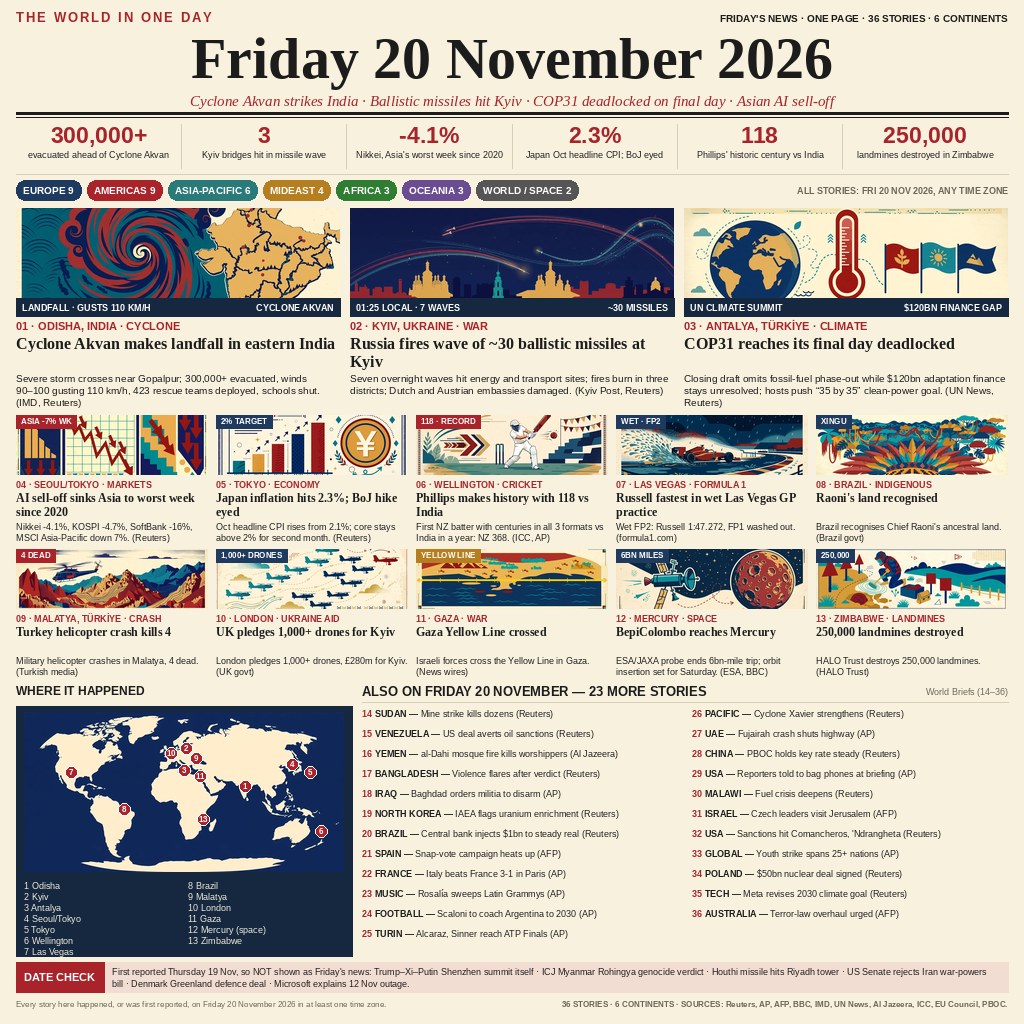 THE WORLD IN ONE DAY
FRIDAY'S NEWS · ONE PAGE · 36 STORIES · 6 CONTINENTS
Friday 20 November 2026
Cyclone Akvan strikes India · Ballistic missiles hit Kyiv · COP31 deadlocked on final day · Asian AI sell-off
300,000+
evacuated ahead of Cyclone Akvan
3
Kyiv bridges hit in missile wave
-4.1%
Nikkei, Asia's worst week since 2020
2.3%
Japan Oct headline CPI; BoJ eyed
118
Phillips' historic century vs India
250,000
landmines destroyed in Zimbabwe
EUROPE 9
AMERICAS 9
ASIA-PACIFIC 6
MIDEAST 4
AFRICA 3
OCEANIA 3
WORLD / SPACE 2
ALL STORIES: FRI 20 NOV 2026, ANY TIME ZONE
LANDFALL · GUSTS 110 KM/H
CYCLONE AKVAN
01 · ODISHA, INDIA · CYCLONE
Cyclone Akvan makes landfall in eastern India
Severe storm crosses near Gopalpur; 300,000+ evacuated, winds
90–100 gusting 110 km/h, 423 rescue teams deployed, schools shut.
(IMD, Reuters)
01:25 LOCAL · 7 WAVES
~30 MISSILES
02 · KYIV, UKRAINE · WAR
Russia fires wave of ~30 ballistic missiles at
Kyiv
Seven overnight waves hit energy and transport sites; fires burn in three
districts; Dutch and Austrian embassies damaged. (Kyiv Post, Reuters)
UN CLIMATE SUMMIT
$120BN FINANCE GAP
03 · ANTALYA, TÜRKİYE · CLIMATE
COP31 reaches its final day deadlocked
Closing draft omits fossil-fuel phase-out while $120bn adaptation finance
stays unresolved; hosts push “35 by 35” clean-power goal. (UN News,
Reuters)
ASIA -7% WK
04 · SEOUL/TOKYO · MARKETS
AI sell-off sinks Asia to worst week
since 2020
Nikkei -4.1%, KOSPI -4.7%, SoftBank -16%,
MSCI Asia-Pacific down 7%. (Reuters)
2% TARGET
05 · TOKYO · ECONOMY
Japan inflation hits 2.3%; BoJ hike
eyed
Oct headline CPI rises from 2.1%; core stays
above 2% for second month. (Reuters)
118 · RECORD
06 · WELLINGTON · CRICKET
Phillips makes history with 118 vs
India
First NZ batter with centuries in all 3 formats vs
India in a year: NZ 368. (ICC, AP)
WET · FP2
07 · LAS VEGAS · FORMULA 1
Russell fastest in wet Las Vegas GP
practice
Wet FP2: Russell 1:47.272, FP1 washed out.
(formula1.com)
XINGU
08 · BRAZIL · INDIGENOUS
Raoni's land recognised
Brazil recognises Chief Raoni's ancestral land.
(Brazil govt)
4 DEAD
09 · MALATYA, TÜRKİYE · CRASH
Turkey helicopter crash kills 4
Military helicopter crashes in Malatya, 4 dead.
(Turkish media)
1,000+ DRONES
10 · LONDON · UKRAINE AID
UK pledges 1,000+ drones for Kyiv
London pledges 1,000+ drones, £280m for Kyiv.
(UK govt)
YELLOW LINE
11 · GAZA · WAR
Gaza Yellow Line crossed
Israeli forces cross the Yellow Line in Gaza.
(News wires)
6BN MILES
12 · MERCURY · SPACE
BepiColombo reaches Mercury
ESA/JAXA probe ends 6bn-mile trip; orbit
insertion set for Saturday. (ESA, BBC)
250,000
13 · ZIMBABWE · LANDMINES
250,000 landmines destroyed
HALO Trust destroys 250,000 landmines.
(HALO Trust)
WHERE IT HAPPENED
10
2
9
3
11
7
8
13
1
4
5
6
1 Odisha
2 Kyiv
3 Antalya
4 Seoul/Tokyo
5 Tokyo
6 Wellington
7 Las Vegas
8 Brazil
9 Malatya
10 London
11 Gaza
12 Mercury (space)
13 Zimbabwe
ALSO ON FRIDAY 20 NOVEMBER — 23 MORE STORIES
World Briefs (14–36)
14 SUDAN — Mine strike kills dozens (Reuters)
15 VENEZUELA — US deal averts oil sanctions (Reuters)
16 YEMEN — al-Dahi mosque fire kills worshippers (Al Jazeera)
17 BANGLADESH — Violence flares after verdict (Reuters)
18 IRAQ — Baghdad orders militia to disarm (AP)
19 NORTH KOREA — IAEA flags uranium enrichment (Reuters)
20 BRAZIL — Central bank injects $1bn to steady real (Reuters)
21 SPAIN — Snap-vote campaign heats up (AFP)
22 FRANCE — Italy beats France 3-1 in Paris (AP)
23 MUSIC — Rosalía sweeps Latin Grammys (AP)
24 FOOTBALL — Scaloni to coach Argentina to 2030 (AP)
25 TURIN — Alcaraz, Sinner reach ATP Finals (AP)
26 PACIFIC — Cyclone Xavier strengthens (Reuters)
27 UAE — Fujairah crash shuts highway (AP)
28 CHINA — PBOC holds key rate steady (Reuters)
29 USA — Reporters told to bag phones at briefing (AP)
30 MALAWI — Fuel crisis deepens (Reuters)
31 ISRAEL — Czech leaders visit Jerusalem (AFP)
32 USA — Sanctions hit Comancheros, 'Ndrangheta (Reuters)
33 GLOBAL — Youth strike spans 25+ nations (AP)
34 POLAND — $50bn nuclear deal signed (Reuters)
35 TECH — Meta revises 2030 climate goal (Reuters)
36 AUSTRALIA — Terror-law overhaul urged (AFP)
DATE CHECK
First reported Thursday 19 Nov, so NOT shown as Friday's news: Trump–Xi–Putin Shenzhen summit itself · ICJ Myanmar Rohingya genocide verdict · Houthi missile hits Riyadh tower · US Senate rejects Iran war-powers
bill · Denmark Greenland defence deal · Microsoft explains 12 Nov outage.
Every story here happened, or was first reported, on Friday 20 November 2026 in at least one time zone.
36 STORIES · 6 CONTINENTS · SOURCES: Reuters, AP, AFP, BBC, IMD, UN News, Al Jazeera, ICC, EU Council, PBOC.